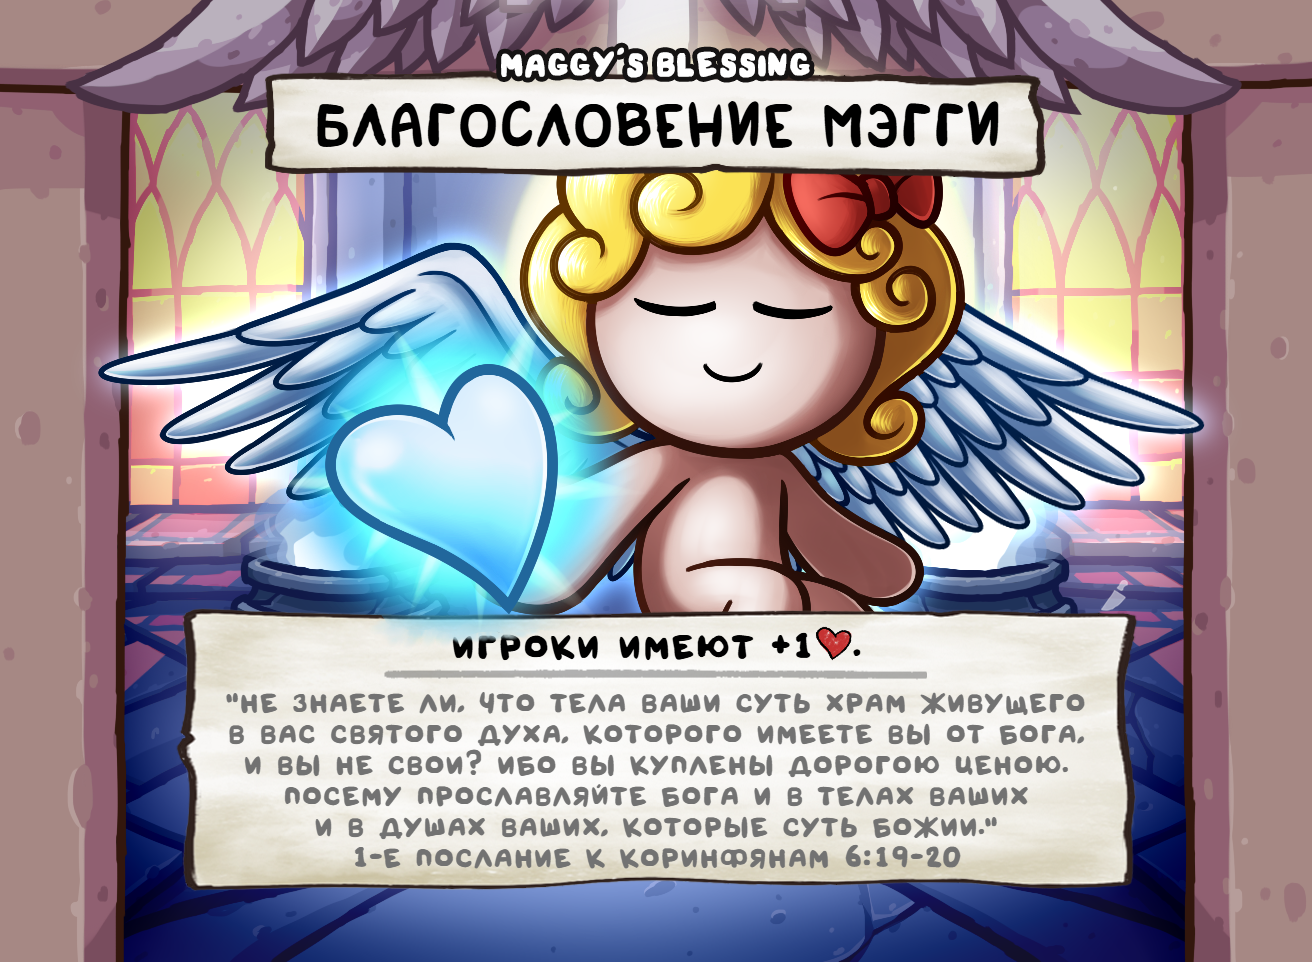 MAGGY'S BLESSING
БЛАГОСЛОВЕНИЕ МЭГГИ
ИГРОКИ ИМЕЮТ +1❤.
"НЕ ЗНАЕТЕ ЛИ, ЧТО ТЕЛА ВАШИ СУТЬ ХРАМ ЖИВУЩЕГО
В ВАС СВЯТОГО ДУХА, КОТОРОГО ИМЕЕТЕ ВЫ ОТ БОГА,
И ВЫ НЕ СВОИ? ИБО ВЫ КУПЛЕНЫ ДОРОГОЮ ЦЕНОЮ.
ПОСЕМУ ПРОСЛАВЛЯЙТЕ БОГА И В ТЕЛАХ ВАШИХ
И В ДУШАХ ВАШИХ, КОТОРЫЕ СУТЬ БОЖИИ."
1-Е ПОСЛАНИЕ К КОРИНФЯНАМ 6:19-20